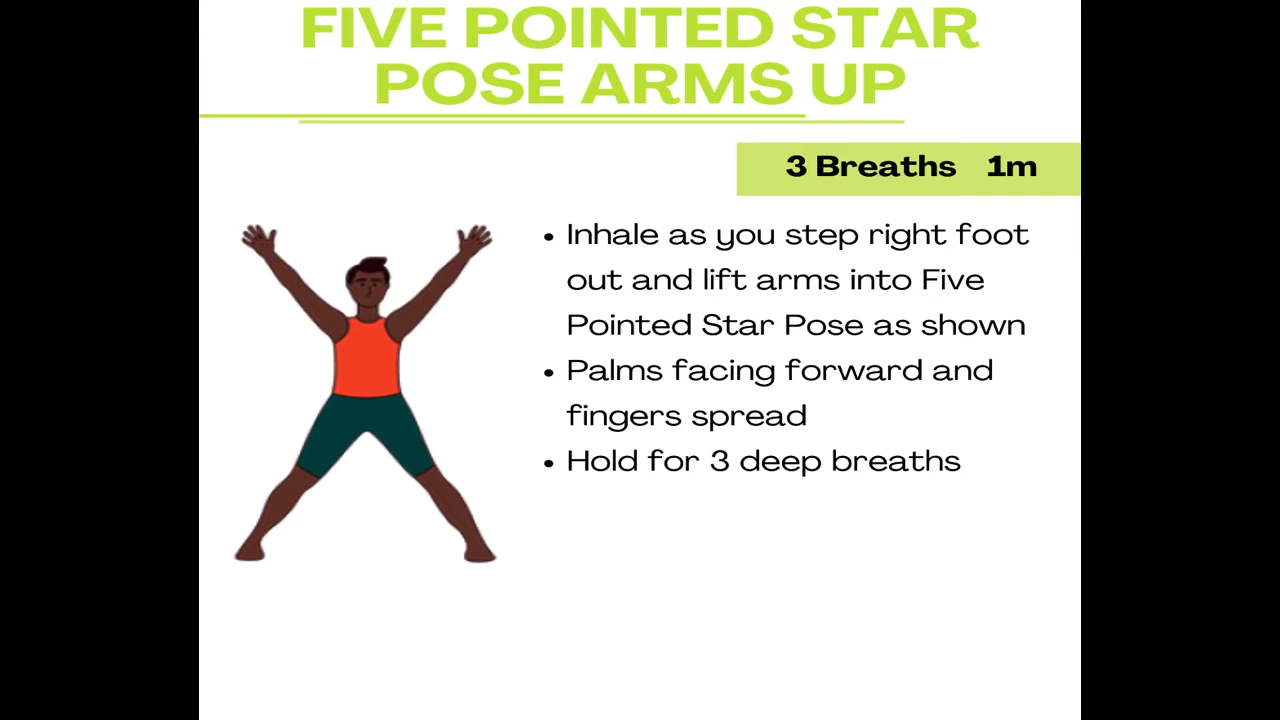 FIVE POINTED STAR
POSE ARMS UP
3 Breaths 1m
• Inhale as you step right foot
out and lift arms into Five
Pointed Star Pose as shown
• Palms facing forward and
fingers spread
• Hold for 3 deep breaths